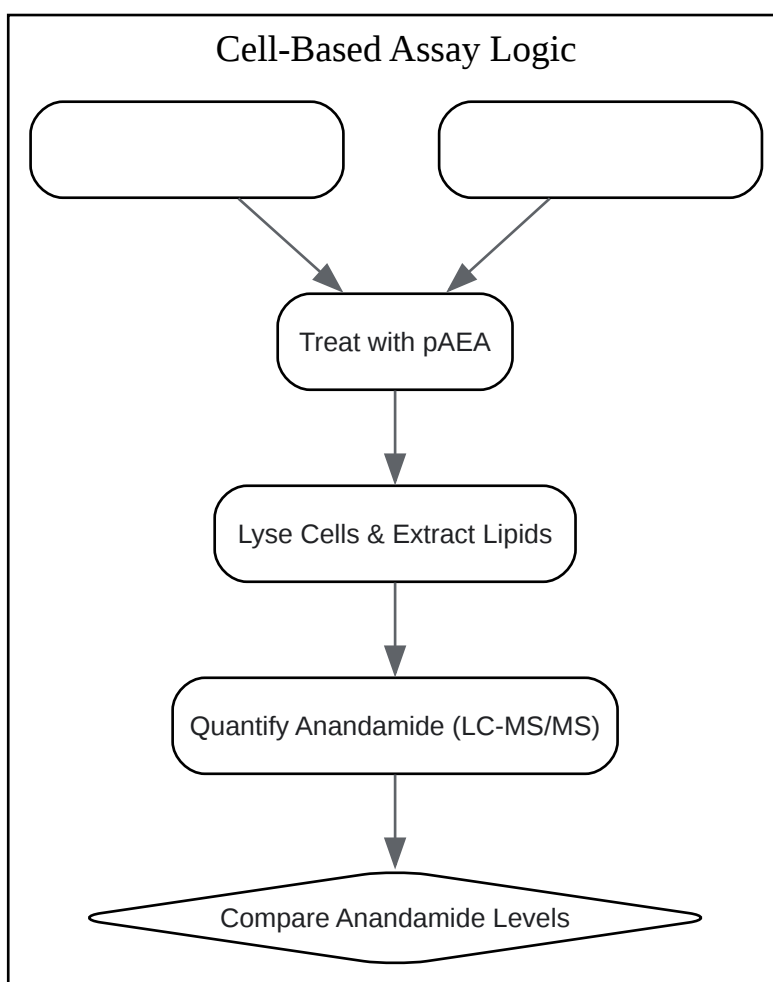 Cell-Based Assay Logic
Treat with pAEA
Lyse Cells & Extract Lipids
Quantify Anandamide (LC-MS/MS)
Compare Anandamide Levels